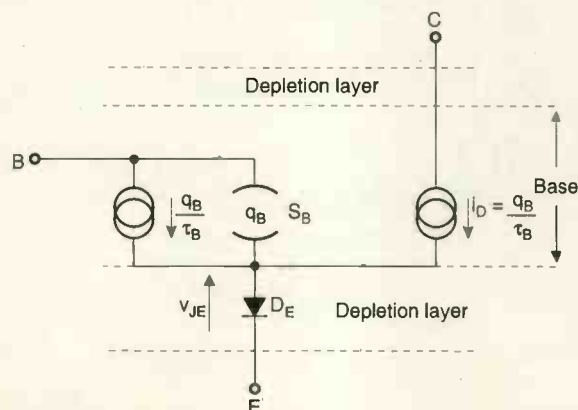 C
Depletion layer
B
q_B
τ_B
q_B
S_B
i_D = q_B
τ_B
Base
v_JE
D_E
Depletion layer
E